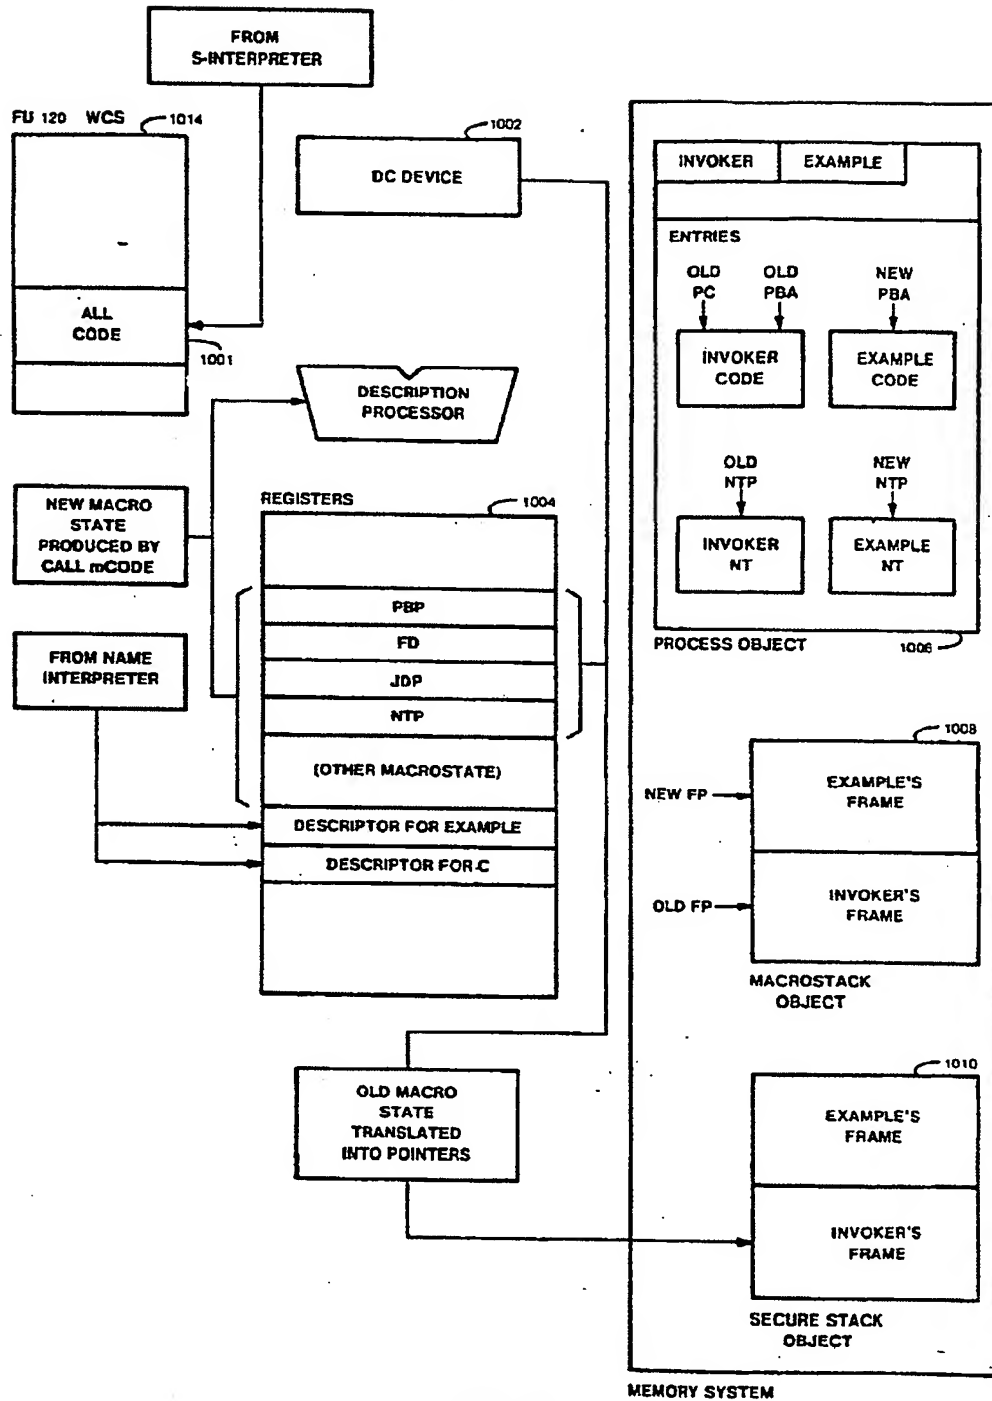 FROM
S-INTERPRETER
FU 120 WCS 1014
ALL
CODE
1001
1002
DC DEVICE
DESCRIPTION
PROCESSOR
NEW MACRO
STATE
PRODUCED BY
CALL mCODE
FROM NAME
INTERPRETER
REGISTERS 1004
PBP
FD
JDP
NTP
(OTHER MACROSTATE)
DESCRIPTOR FOR EXAMPLE
DESCRIPTOR FOR C
OLD MACRO
STATE
TRANSLATED
INTO POINTERS
INVOKER EXAMPLE
ENTRIES
OLD OLD NEW
PC PBA PBA
INVOKER EXAMPLE
CODE CODE
OLD NEW
NTP NTP
INVOKER EXAMPLE
NT NT
PROCESS OBJECT 1006
1008
NEW FP
EXAMPLE'S
FRAME
OLD FP
INVOKER'S
FRAME
MACROSTACK
OBJECT
1010
EXAMPLE'S
FRAME
INVOKER'S
FRAME
SECURE STACK
OBJECT
MEMORY SYSTEM